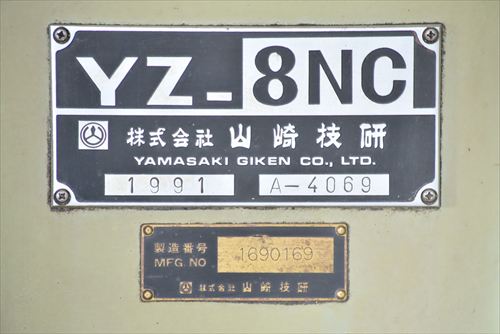 YZ-8NC
株式会社 山崎技研
YAMASAKI GIKEN CO., LTD.
1991 A-4069
製造番号
MFG. NO 1690169
株式会社 山崎技研